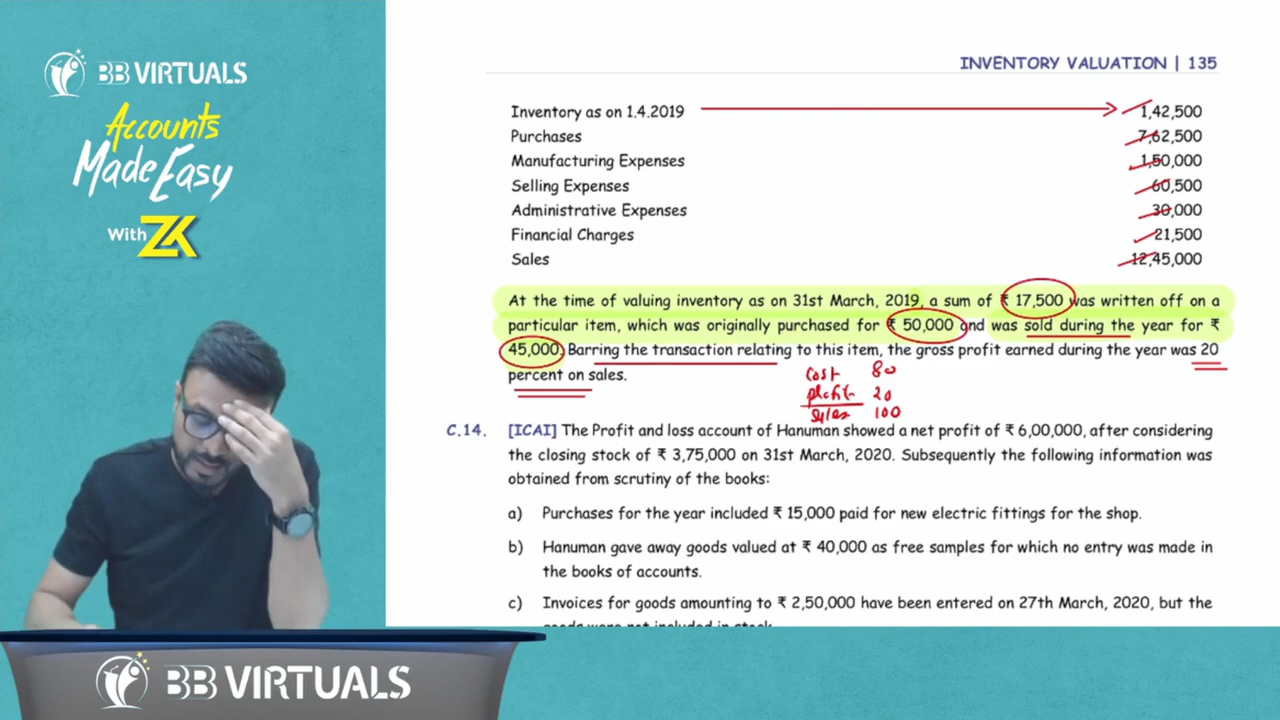 BB VIRTUALS
Accounts
Made Easy
With ZK
INVENTORY VALUATION | 135
Inventory as on 1.4.2019 1,42,500
Purchases 7,62,500
Manufacturing Expenses 1,50,000
Selling Expenses 60,500
Administrative Expenses 30,000
Financial Charges 21,500
Sales 12,45,000
At the time of valuing inventory as on 31st March, 2019, a sum of ₹ 17,500 was written off on a
particular item, which was originally purchased for ₹ 50,000 and was sold during the year for ₹
45,000. Barring the transaction relating to this item, the gross profit earned during the year was 20
percent on sales.
cost 80
profit 20
sales 100
C.14. [ICAI] The Profit and loss account of Hanuman showed a net profit of ₹ 6,00,000, after considering
the closing stock of ₹ 3,75,000 on 31st March, 2020. Subsequently the following information was
obtained from scrutiny of the books:
a) Purchases for the year included ₹ 15,000 paid for new electric fittings for the shop.
b) Hanuman gave away goods valued at ₹ 40,000 as free samples for which no entry was made in
the books of accounts.
c) Invoices for goods amounting to ₹ 2,50,000 have been entered on 27th March, 2020, but the
goods were not included in stock.
BB VIRTUALS